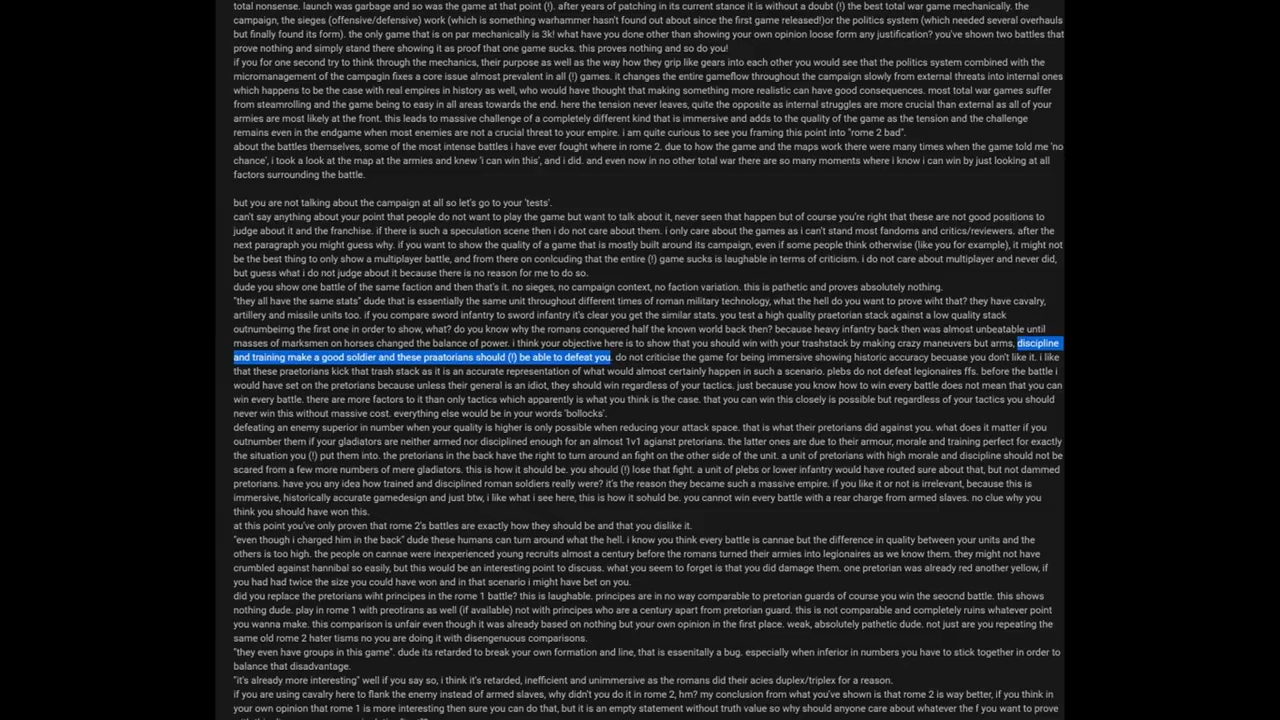 total nonsense. launch was garbage and so was the game at that point (!). after years of patching in its current stance it is without a doubt (!) the best total war game mechanically. the
campaign, the sieges (offensive/defensive) work (which is something warhammer hasn't found out about since the first game released!)or the politics system (which needed several overhauls
but finally found its form). the only game that is on par mechanically is 3k! what have you done other than showing your own opinion loose form any justification? you've shown two battles that
prove nothing and simply stand there showing it as proof that one game sucks. this proves nothing and so do you!
if you for one second try to think through the mechanics, their purpose as well as the way how they grip like gears into each other you would see that the politics system combined with the
micromanagement of the campagin fixes a core issue almost prevalent in all (!) games. it changes the entire gameflow throughout the campaign slowly from external threats into internal ones
which happens to be the case with real empires in history as well, who would have thought that making something more realistic can have good consequences. most total war games suffer
from steamrolling and the game being to easy in all areas towards the end. here the tension never leaves, quite the opposite as internal struggles are more crucial than external as all of your
armies are most likely at the front. this leads to massive challenge of a completely different kind that is immersive and adds to the quality of the game as the tension and the challenge
remains even in the endgame when most enemies are not a crucial threat to your empire. i am quite curious to see you framing this point into "rome 2 bad".
about the battles themselves, some of the most intense battles i have ever fought where in rome 2. due to how the game and the maps work there were many times when the game told me 'no
chance', i took a look at the map at the armies and knew 'i can win this', and i did. and even now in no other total war there are so many moments where i know i can win by just looking at all
factors surrounding the battle.
but you are not talking about the campaign at all so let's go to your 'tests'.
can't say anything about your point that people do not want to play the game but want to talk about it, never seen that happen but of course you're right that these are not good positions to
judge about it and the franchise. if there is such a speculation scene then i do not care about them. i only care about the games as i can't stand most fandoms and critics/reviewers. after the
next paragraph you might guess why. if you want to show the quality of a game that is mostly built around its campaign, even if some people think otherwise (like you for example), it might not
be the best thing to only show a multiplayer battle, and from there on conlcuding that the entire (!) game sucks is laughable in terms of criticism. i do not care about multiplayer and never did,
but guess what i do not judge about it because there is no reason for me to do so.
dude you show one battle of the same faction and then that's it. no sieges, no campaign context, no faction variation. this is pathetic and proves absolutely nothing.
"they all have the same stats" dude that is essentially the same unit throughout different times of roman military technology, what the hell do you want to prove wiht that? they have cavalry,
artillery and missile units too. if you compare sword infantry to sword infantry it's clear you get the similar stats. you test a high quality praetorian stack against a low quality stack
outnumbeirng the first one in order to show, what? do you know why the romans conquered half the known world back then? because heavy infantry back then was almost unbeatable until
masses of marksmen on horses changed the balance of power. i think your objective here is to show that you should win with your trashstack by making crazy maneuvers but arms, discipline
and training make a good soldier and these praatorians should (!) be able to defeat you. do not criticise the game for being immersive showing historic accuracy becuase you don't like it. i like
that these praetorians kick that trash stack as it is an accurate representation of what would almost certainly happen in such a scenario. plebs do not defeat legionaires ffs. before the battle i
would have set on the pretorians because unless their general is an idiot, they should win regardless of your tactics. just because you know how to win every battle does not mean that you can
win every battle. there are more factors to it than only tactics which apparently is what you think is the case. that you can win this closely is possible but regardless of your tactics you should
never win this without massive cost. everything else would be in your words 'bollocks'.
defeating an enemy superior in number when your quality is higher is only possible when reducing your attack space. that is what their pretorians did against you. what does it matter if you
outnumber them if your gladiators are neither armed nor disciplined enough for an almost 1v1 agianst pretorians. the latter ones are due to their armour, morale and training perfect for exactly
the situation you (!) put them into. the pretorians in the back have the right to turn around an fight on the other side of the unit. a unit of pretorians with high morale and discipline should not be
scared from a few more numbers of mere gladiators. this is how it should be. you should (!) lose that fight. a unit of plebs or lower infantry would have routed sure about that, but not dammed
pretorians. have you any idea how trained and disciplined roman soldiers really were? it's the reason they became such a massive empire. if you like it or not is irrelevant, because this is
immersive, historically accurate gamedesign and just btw, i like what i see here, this is how it sohuld be. you cannot win every battle with a rear charge from armed slaves. no clue why you
think you should have won this.
at this point you've only proven that rome 2's battles are exactly how they should be and that you dislike it.
"even though i charged him in the back" dude these humans can turn around what the hell. i know you think every battle is cannae but the difference in quality between your units and the
others is too high. the people on cannae were inexperienced young recruits almost a century before the romans turned their armies into legionaires as we know them. they might not have
crumbled against hannibal so easily, but this would be an interesting point to discuss. what you seem to forget is that you did damage them. one pretorian was already red another yellow, if
you had had twice the size you could have won and in that scenario i might have bet on you.
did you replace the pretorians wiht principes in the rome 1 battle? this is laughable. principes are in no way comparable to pretorian guards of course you win the seocnd battle. this shows
nothing dude. play in rome 1 with preotirans as well (if available) not with principes who are a century apart from pretorian guard. this is not comparable and completely ruins whatever point
you wanna make. this comparison is unfair even though it was already based on nothing but your own opinion in the first place. weak, absolutely pathetic dude. not just are you repeating the
same old rome 2 hater tisms no you are doing it with disengenuous comparisons.
"they even have groups in this game". dude its retarded to break your own formation and line, that is essenitally a bug. especially when inferior in numbers you have to stick together in order to
balance that disadvantage.
"it's already more interesting" well if you say so, i think it's retarded, inefficient and unimmersive as the romans did their acies duplex/triplex for a reason.
if you are using cavalry here to flank the enemy instead of armed slaves, why didn't you do it in rome 2, hm? my conclusion from what you've shown is that rome 2 is way better, if you think in
your own opinion that rome 1 is more interesting then sure you can do that, but it is an empty statement without truth value so why should anyone care about whatever the f you want to prove